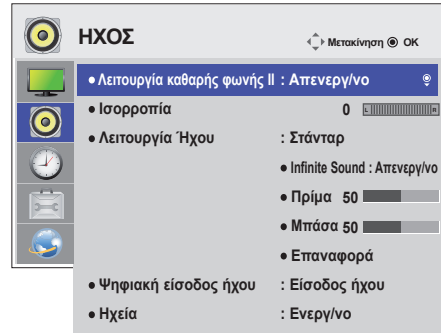 ΗΧΟΣ Μετακίνηση OK
• Λειτουργία καθαρής φωνής II : Απενεργ/νο
• Ισορροπία 0 L R
• Λειτουργία Ήχου : Στάνταρ
• Infinite Sound : Απενεργ/νο
• Πρίμα 50
• Μπάσα 50
• Επαναφορά
• Ψηφιακή είσοδος ήχου : Είσοδος ήχου
• Ηχεία : Ενεργ/νο